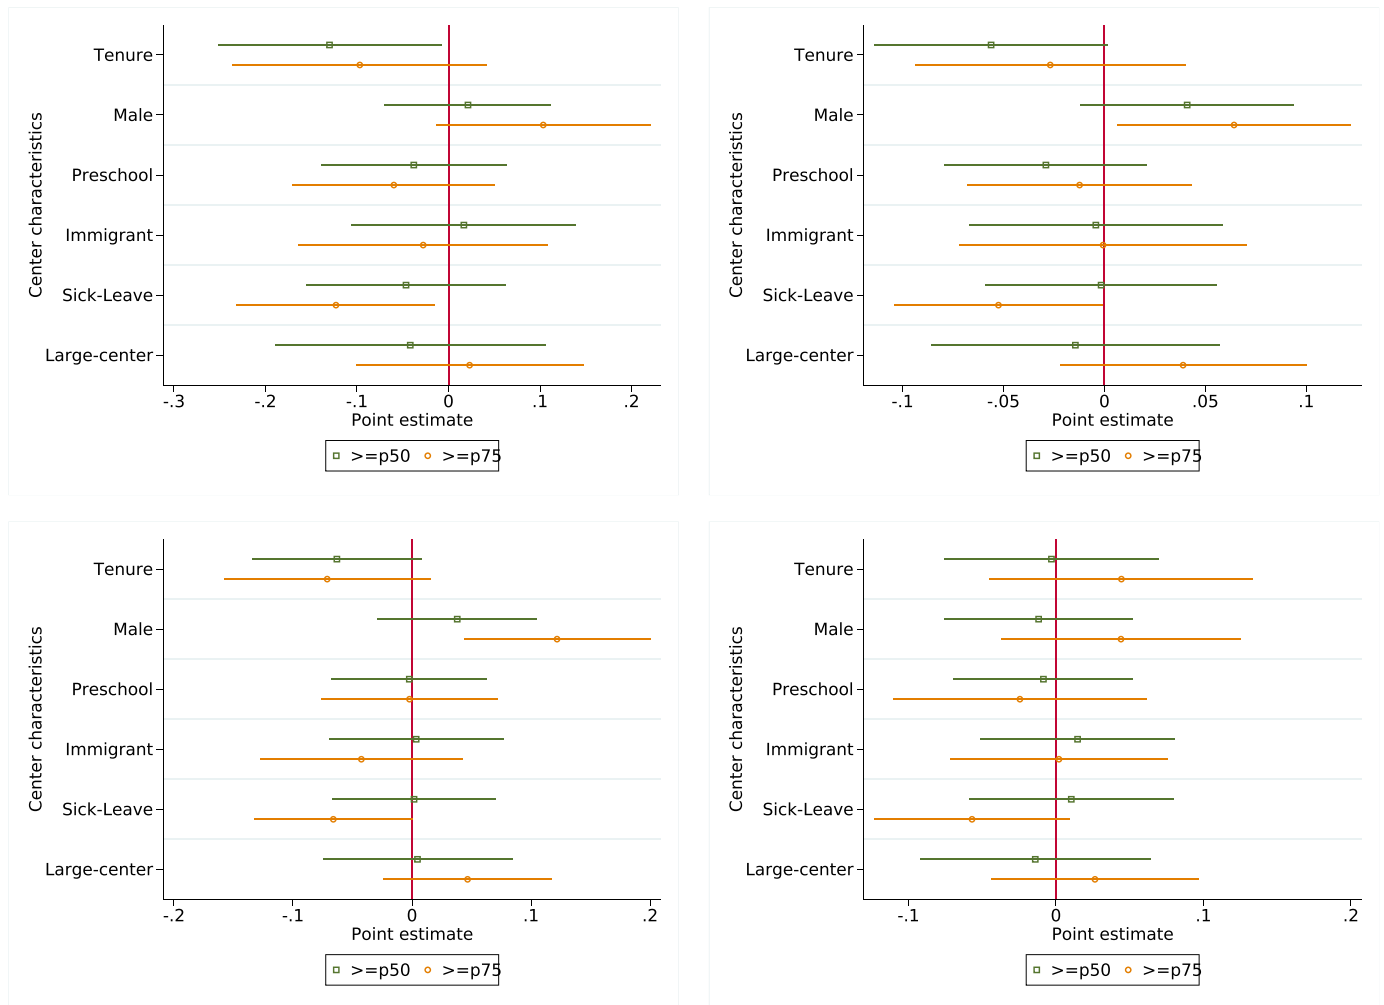 Center characteristics
Tenure
Male
Preschool
Immigrant
Sick-Leave
Large-center
-.3 -.2 -.1 0 .1 .2
Point estimate
>=p50 >=p75
Center characteristics
Tenure
Male
Preschool
Immigrant
Sick-Leave
Large-center
-.1 -.05 0 .05 .1
Point estimate
>=p50 >=p75
Center characteristics
Tenure
Male
Preschool
Immigrant
Sick-Leave
Large-center
-.2 -.1 0 .1 .2
Point estimate
>=p50 >=p75
Center characteristics
Tenure
Male
Preschool
Immigrant
Sick-Leave
Large-center
-.1 0 .1 .2
Point estimate
>=p50 >=p75